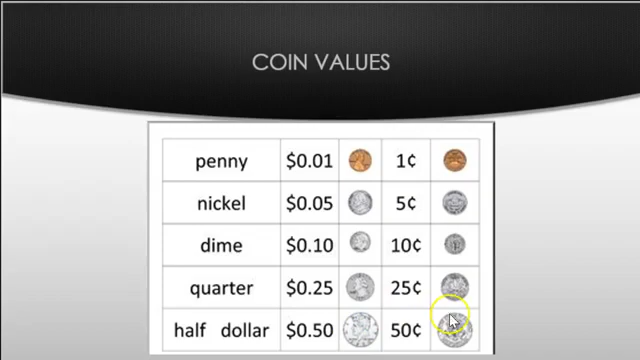 COIN VALUES
penny $0.01 1¢
nickel $0.05 5¢
dime $0.10 10¢
quarter $0.25 25¢
half dollar $0.50 50¢